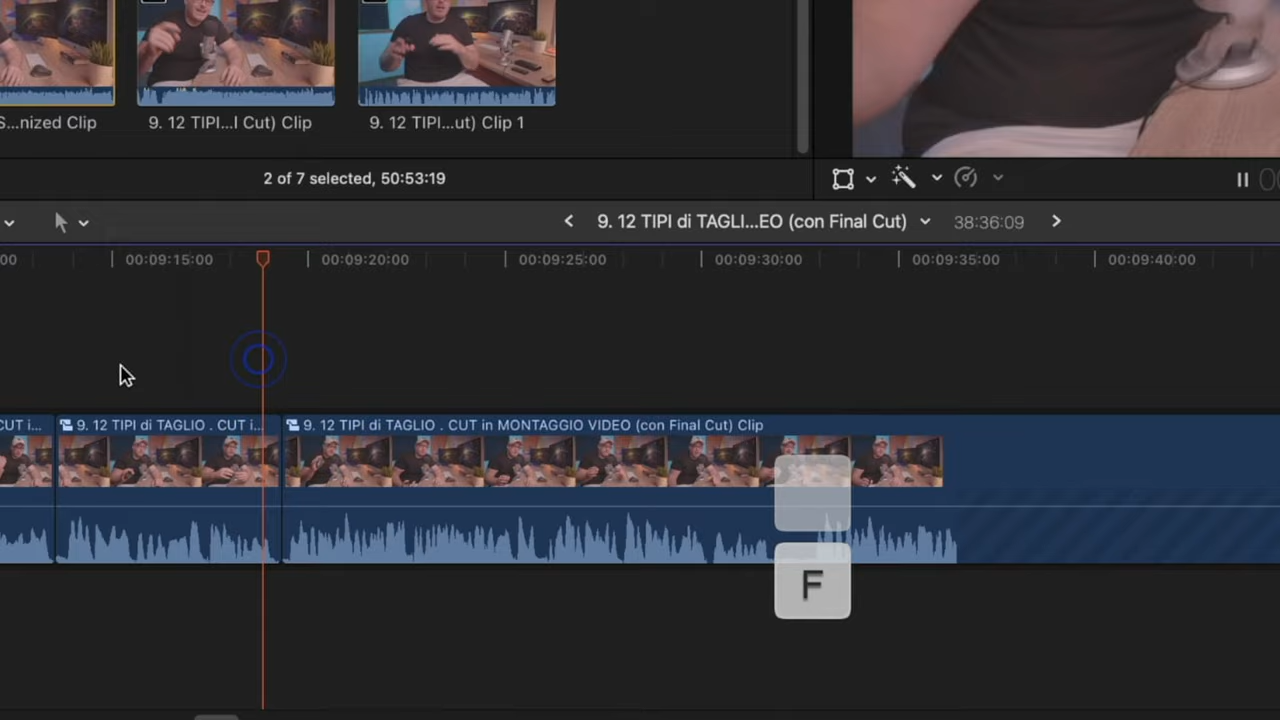 S...nized Clip
9. 12 TIPI...l Cut) Clip
9. 12 TIPI...ut) Clip 1
2 of 7 selected, 50:53:19
9. 12 TIPI di TAGLI...EO (con Final Cut)
38:36:09
:00
00:09:15:00
00:09:20:00
00:09:25:00
00:09:30:00
00:09:35:00
00:09:40:00
CUT i...
9. 12 TIPI di TAGLIO . CUT i...
9. 12 TIPI di TAGLIO . CUT in MONTAGGIO VIDEO (con Final Cut) Clip
F